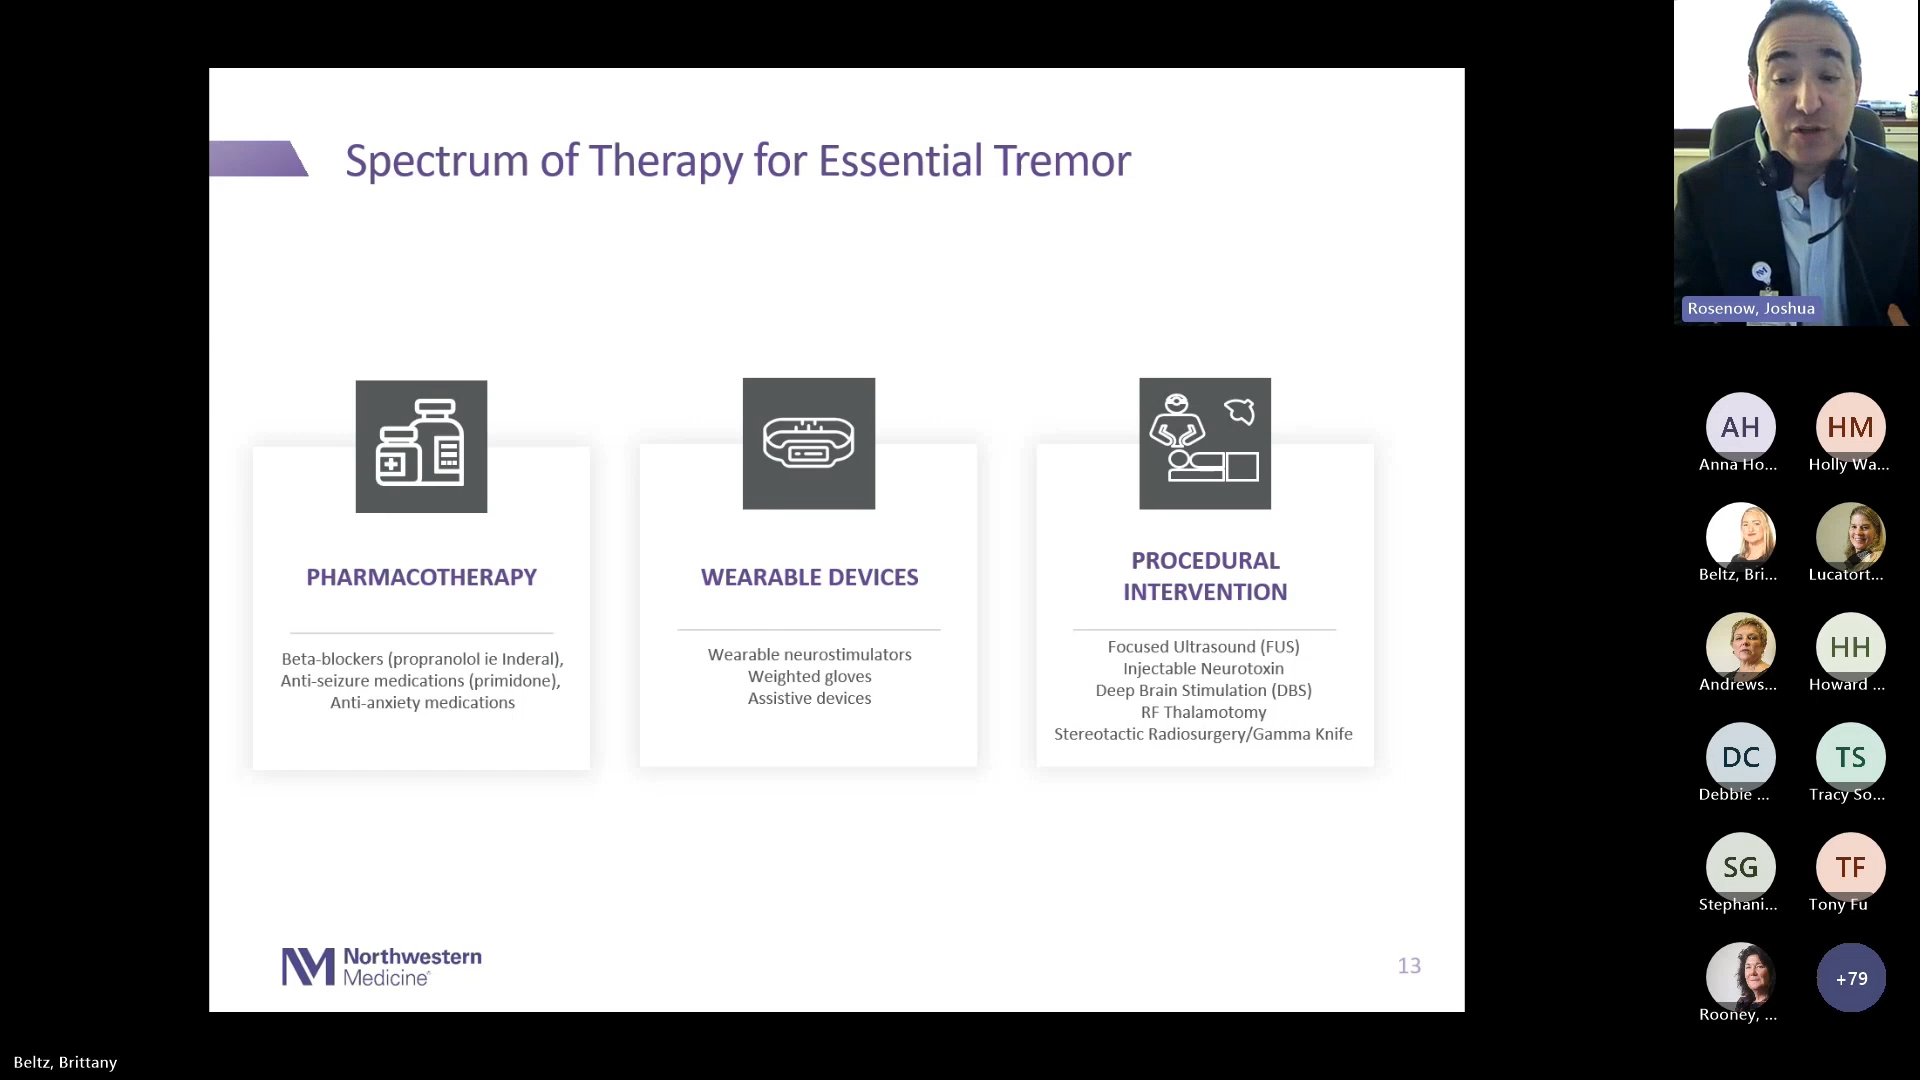 Spectrum of Therapy for Essential Tremor
PHARMACOTHERAPY
Beta-blockers (propranolol ie Inderal),
Anti-seizure medications (primidone),
Anti-anxiety medications
WEARABLE DEVICES
Wearable neurostimulators
Weighted gloves
Assistive devices
PROCEDURAL
INTERVENTION
Focused Ultrasound (FUS)
Injectable Neurotoxin
Deep Brain Stimulation (DBS)
RF Thalamotomy
Stereotactic Radiosurgery/Gamma Knife
NM Northwestern
Medicine®
13
Rosenow, Joshua
AH
HM
Anna Ho...
Holly Wa...
Beltz, Bri...
Lucatort...
HH
Andrews...
Howard ...
DC
TS
Debbie ...
Tracy So...
SG
TF
Stephani...
Tony Fu
+79
Rooney, ...
Beltz, Brittany